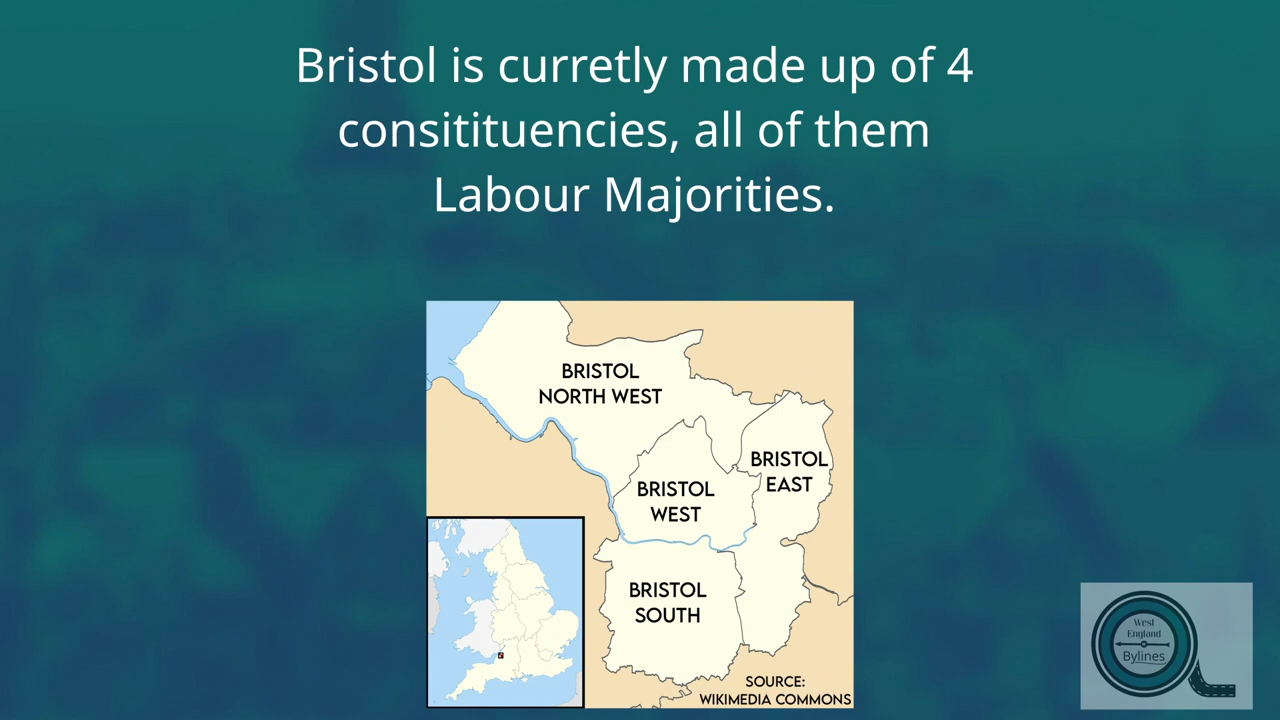 Bristol is curretly made up of 4
consitituencies, all of them
Labour Majorities.
BRISTOL
NORTH WEST
BRISTOL
EAST
BRISTOL
WEST
BRISTOL
SOUTH
SOURCE:
WIKIMEDIA COMMONS
West
England
Bylines